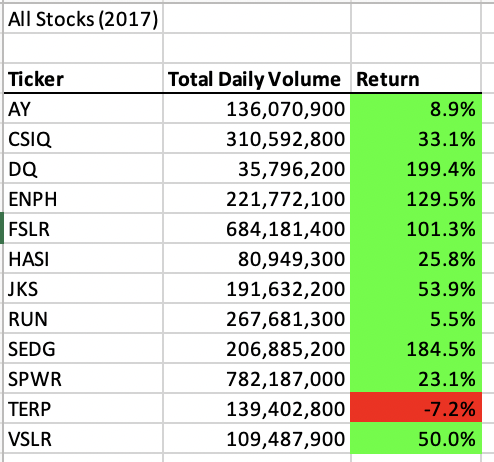 All Stocks (2017)
Ticker Total Daily Volume Return
AY 136,070,900 8.9%
CSIQ 310,592,800 33.1%
DQ 35,796,200 199.4%
ENPH 221,772,100 129.5%
FSLR 684,181,400 101.3%
HASI 80,949,300 25.8%
JKS 191,632,200 53.9%
RUN 267,681,300 5.5%
SEDG 206,885,200 184.5%
SPWR 782,187,000 23.1%
TERP 139,402,800 -7.2%
VSLR 109,487,900 50.0%